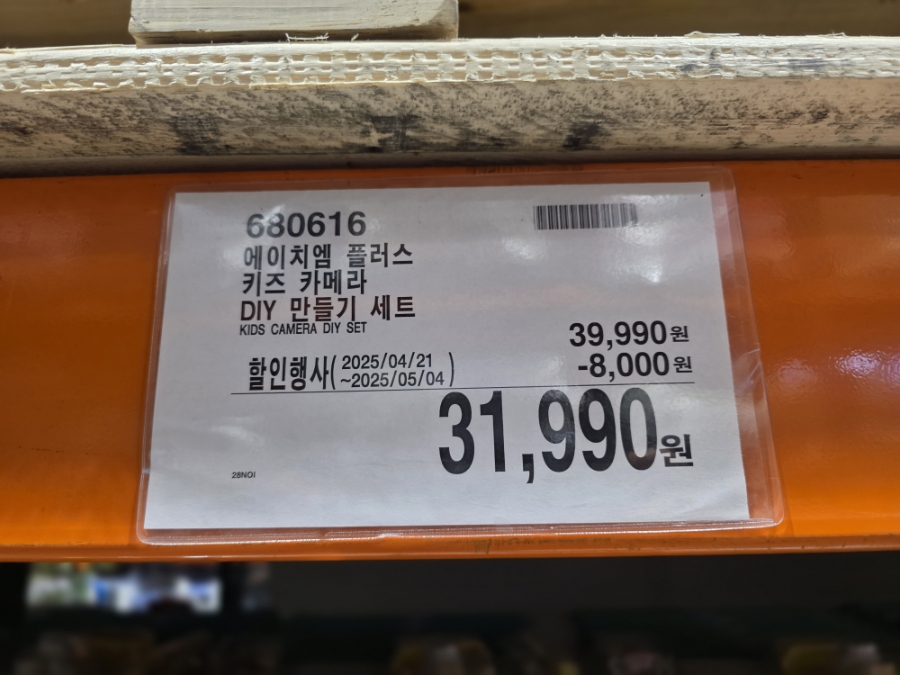 680616
에이치엠 플러스
키즈 카메라
DIY 만들기 세트
KIDS CAMERA DIY SET
39,990원
할인행사( 2025/04/21 ~2025/05/04 ) -8,000원
31,990원
28NOI